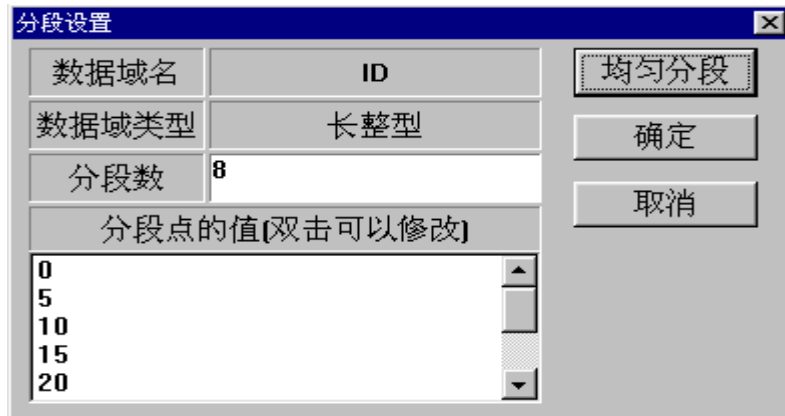 分段设置
数据域名 ID 均匀分段
数据域类型 长整型 确定
分段数 8
取消
分段点的值(双击可以修改)
0
5
10
15
20